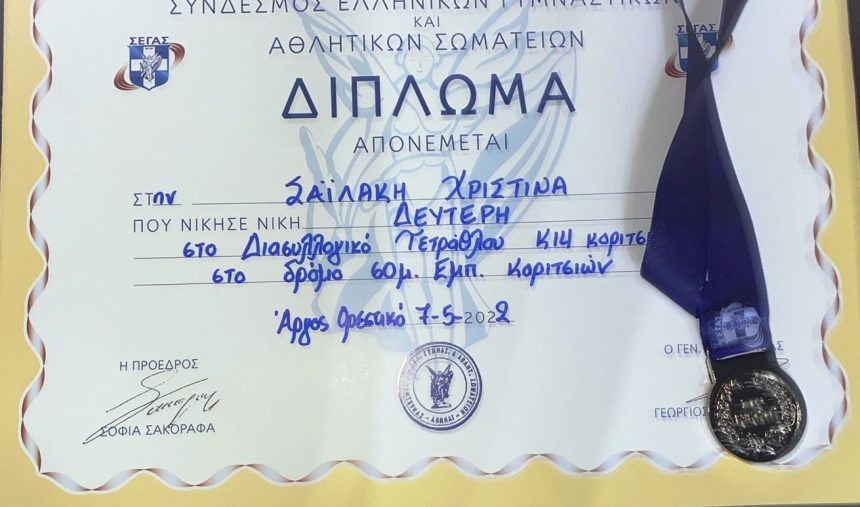 ΣΥΝΔΕΣΜΟΣ ΕΛΛΗΝΙΚΩΝ ΓΥΜΝΑΣΤΙΚΩΝ
ΚΑΙ
ΑΘΛΗΤΙΚΩΝ ΣΩΜΑΤΕΙΩΝ
ΣΕΓΑΣ
ΣΕΓΑΣ
ΔΙΠΛΩΜΑ
ΑΠΟΝΕΜΕΤΑΙ
ΣΤην ΣΑΪΛΑΚΗ ΧΡΙΣΤΙΝΑ
ΠΟΥ ΝΙΚΗΣΕ ΝΙΚΗ ΔΕΥΤΕΡΗ
στο Διασυλλογικό Τετράθλου Κ14 κοριτσ
στο δρόμο 60μ. Εμπ. Κοριτσιών
Άργος Ορεστικό 7-5-2022
Η ΠΡΟΕΔΡΟΣ
Ο ΓΕΝ.
ΣΟΦΙΑ ΣΑΚΟΡΑΦΑ
ΓΕΩΡΓΙΟΣ